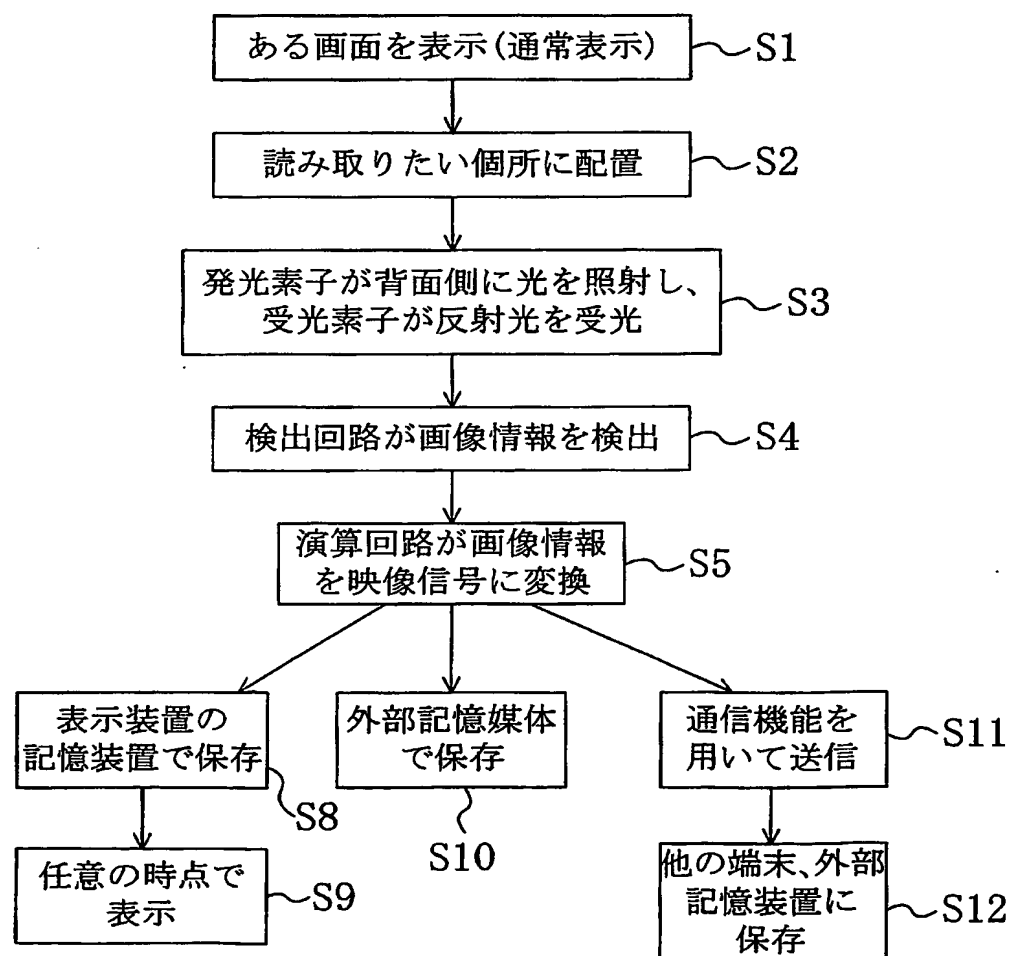 ある画面を表示(通常表示)
S1
読み取りたい個所に配置
S2
発光素子が背面側に光を照射し、
受光素子が反射光を受光
S3
検出回路が画像情報を検出
S4
演算回路が画像情報
を映像信号に変換
S5
表示装置の
記憶装置で保存
S8
外部記憶媒体
で保存
S10
通信機能を
用いて送信
S11
任意の時点で
表示
S9
他の端末、外部
記憶装置に
保存
S12